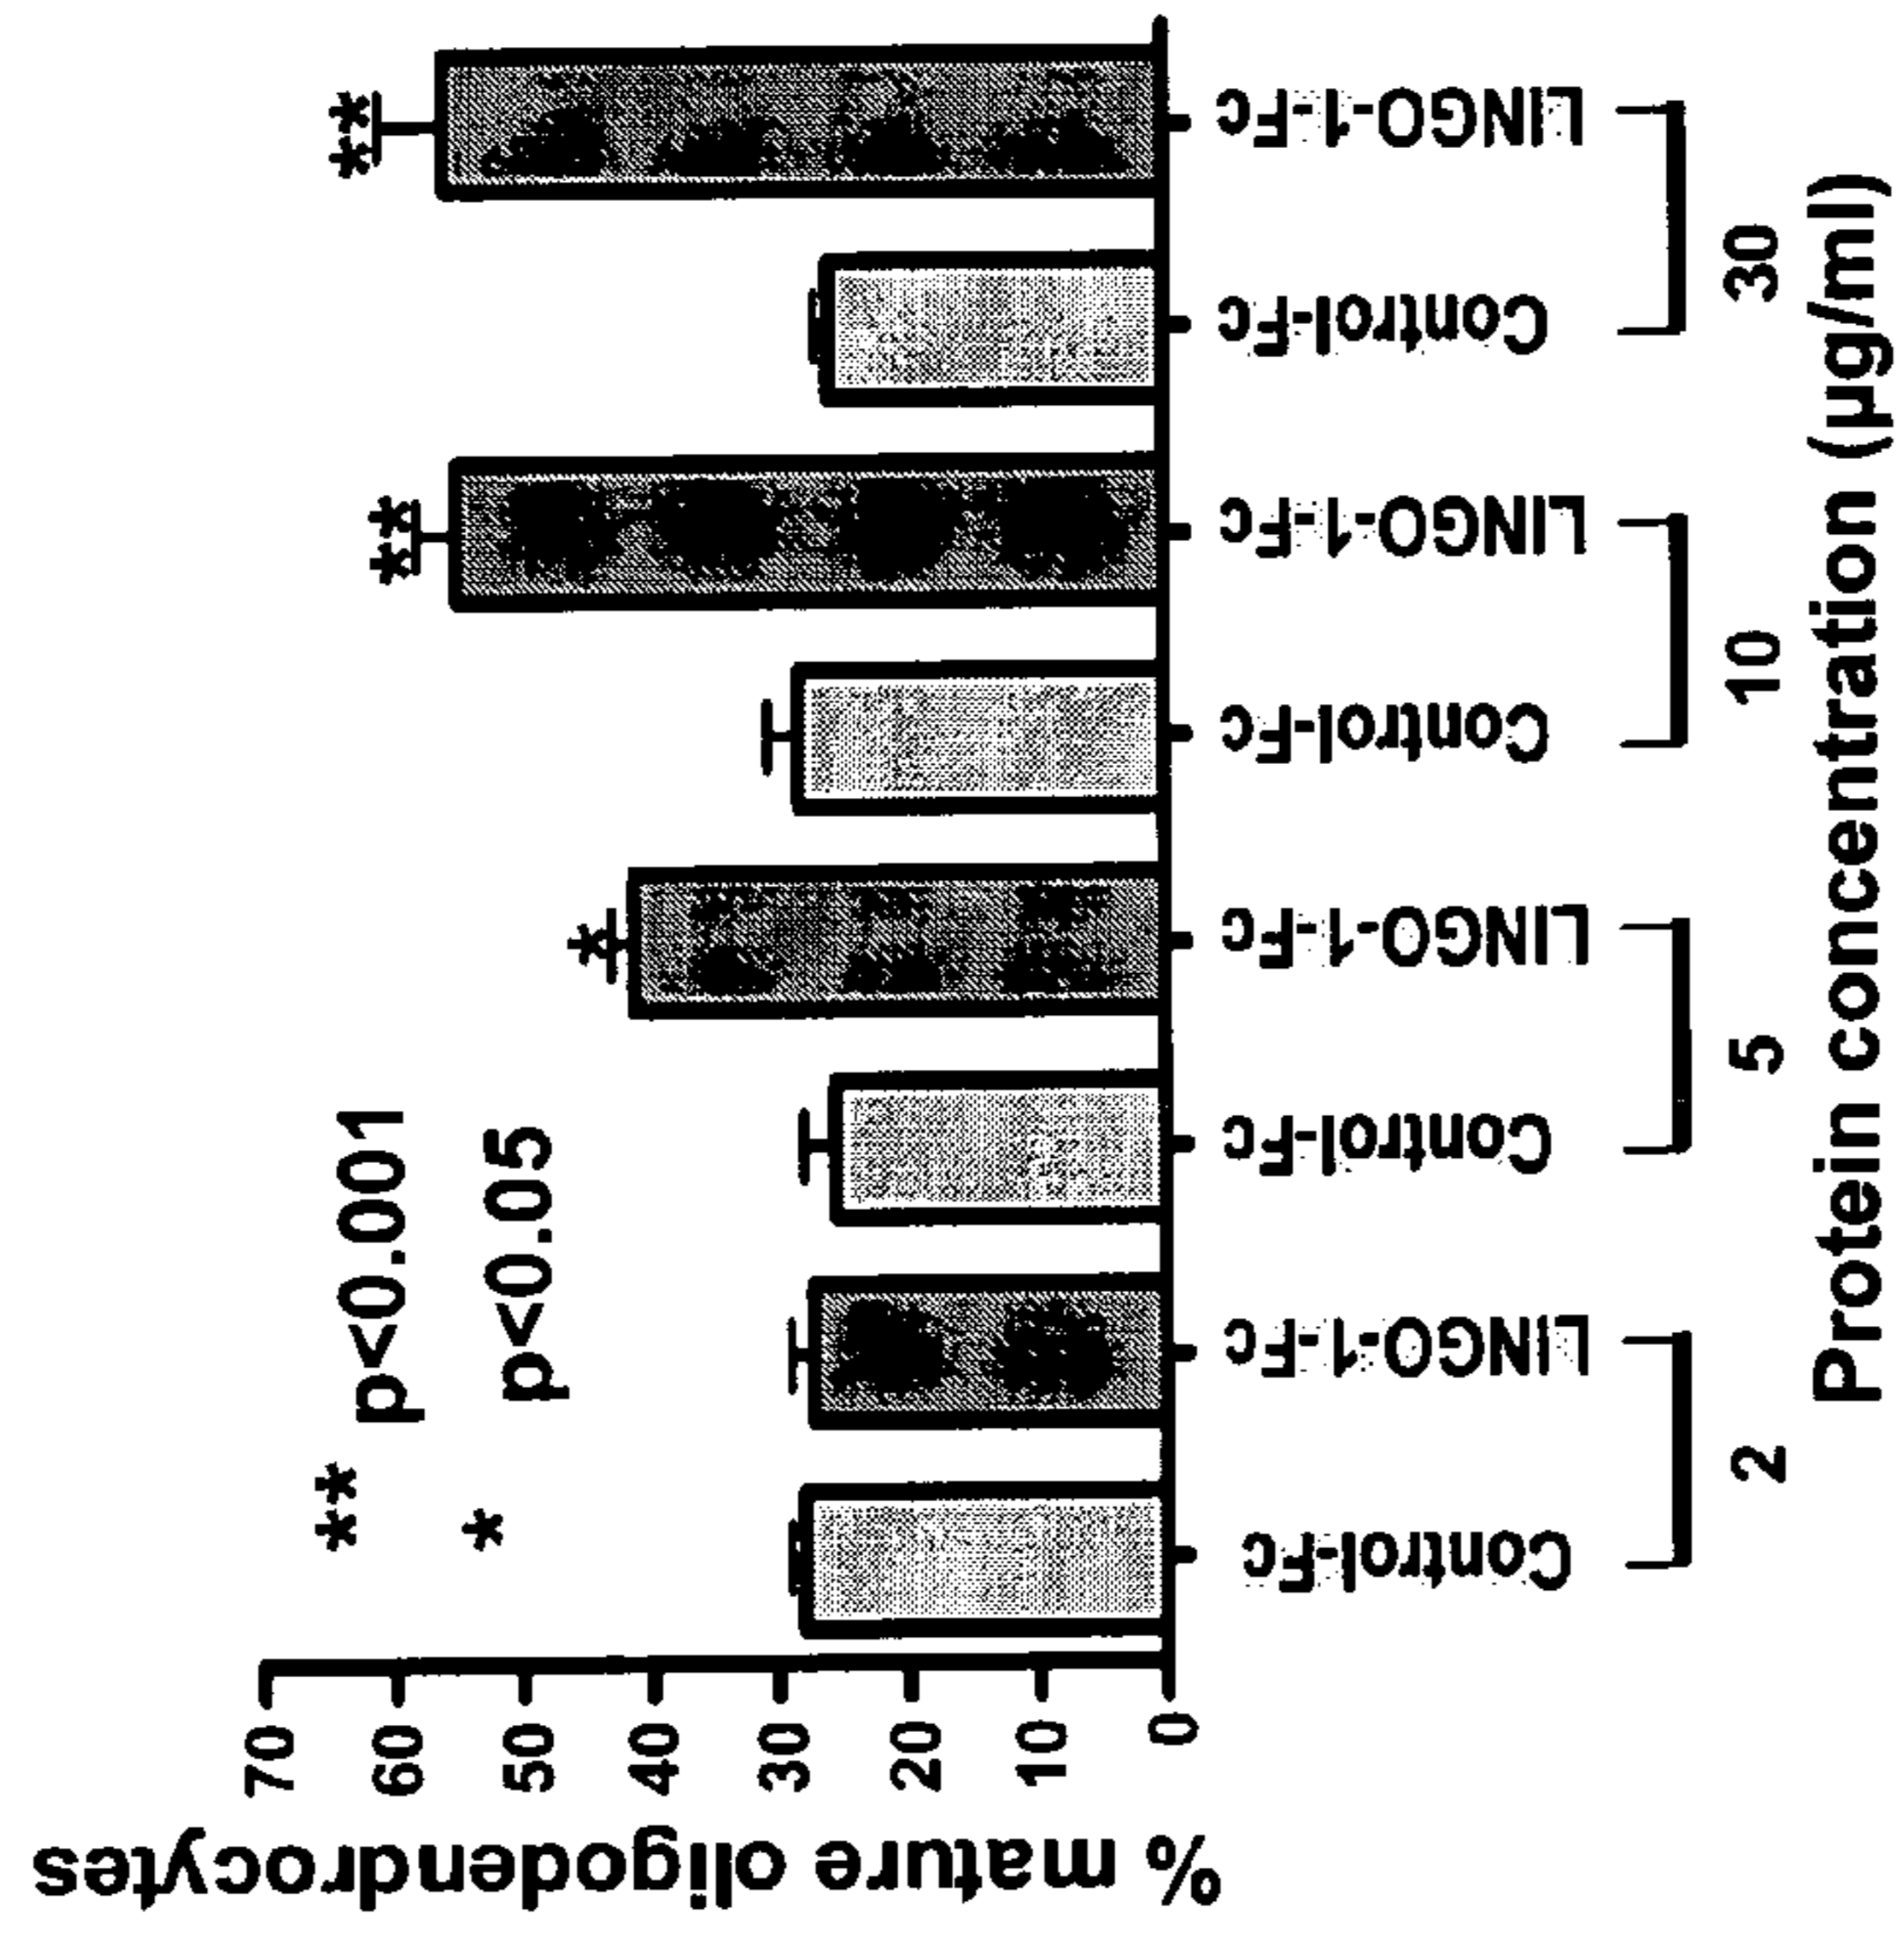 % mature oligodendrocytes
70
60
50
40
30
20
10
0
** p<0.001
* p<0.05
*
**
**
Control-Fc
LINGO-1-Fc
Control-Fc
LINGO-1-Fc
Control-Fc
LINGO-1-Fc
Control-Fc
LINGO-1-Fc
2
5
10
30
Protein concentration (µg/ml)